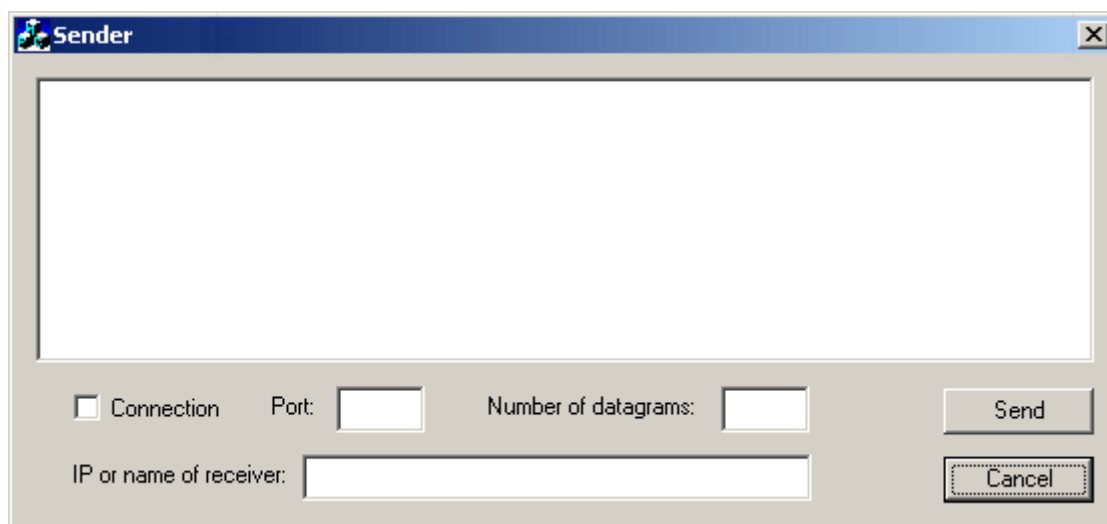 Sender
Connection Port: Number of datagrams: Send
IP or name of receiver: Cancel